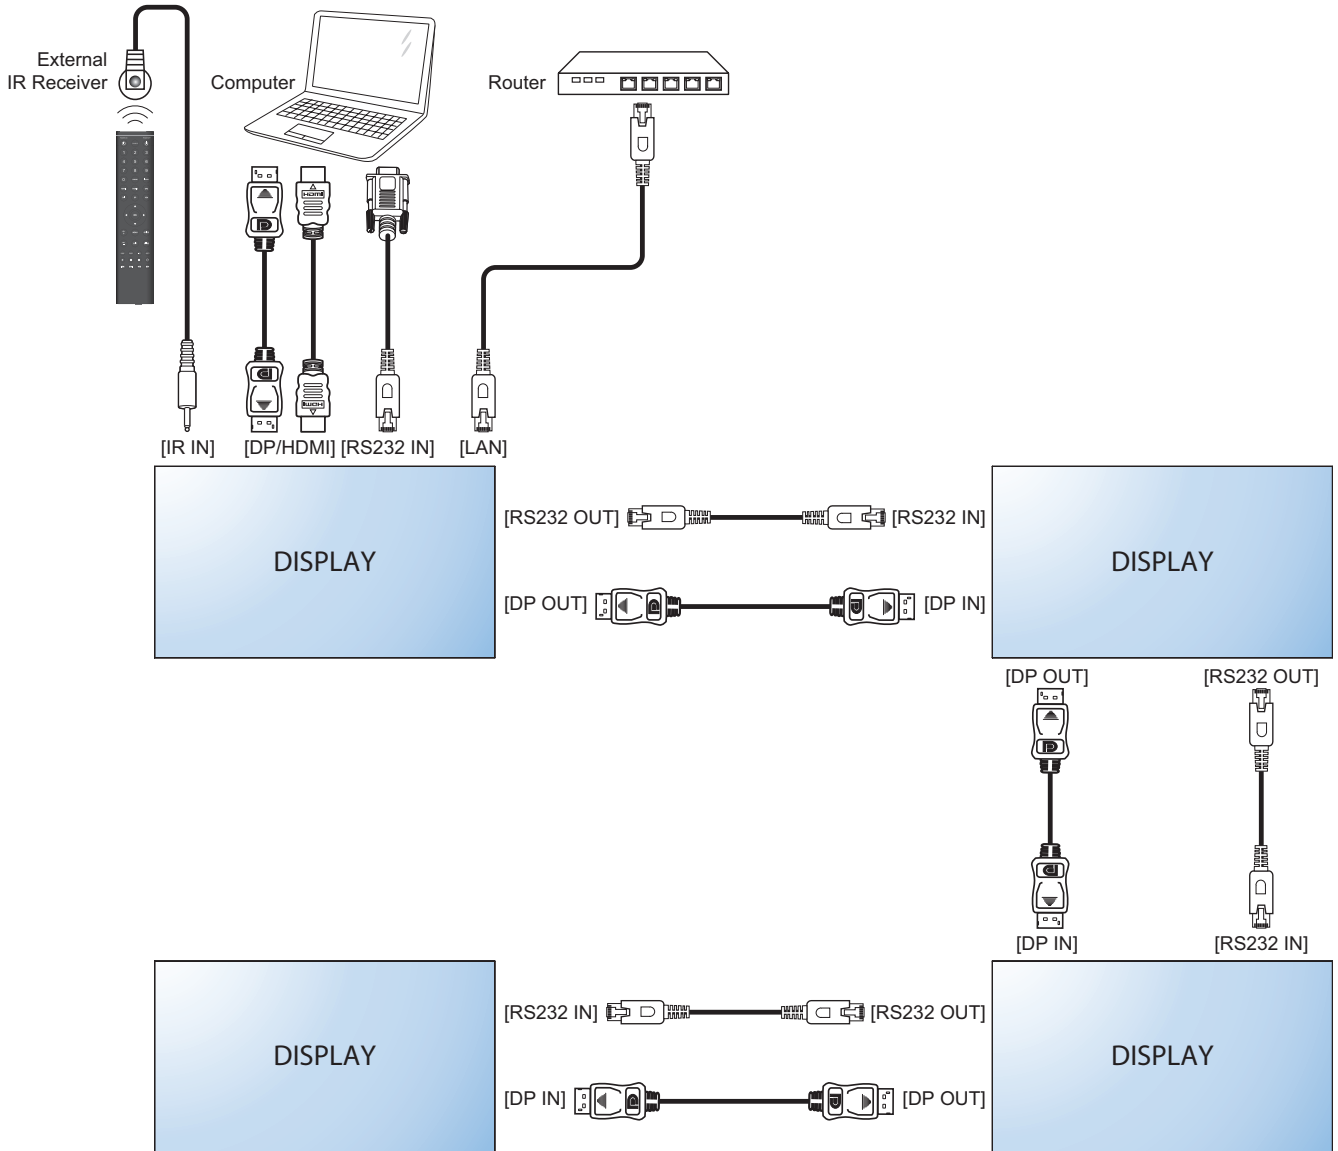 External
IR Receiver
Computer
Router
HDMI
HDMI
[IR IN]
[DP/HDMI]
[RS232 IN]
[LAN]
DISPLAY
[RS232 OUT]
[RS232 IN]
[DP OUT]
[DP IN]
DISPLAY
[DP OUT]
[RS232 OUT]
[DP IN]
[RS232 IN]
DISPLAY
[RS232 IN]
[RS232 OUT]
[DP IN]
[DP OUT]
DISPLAY